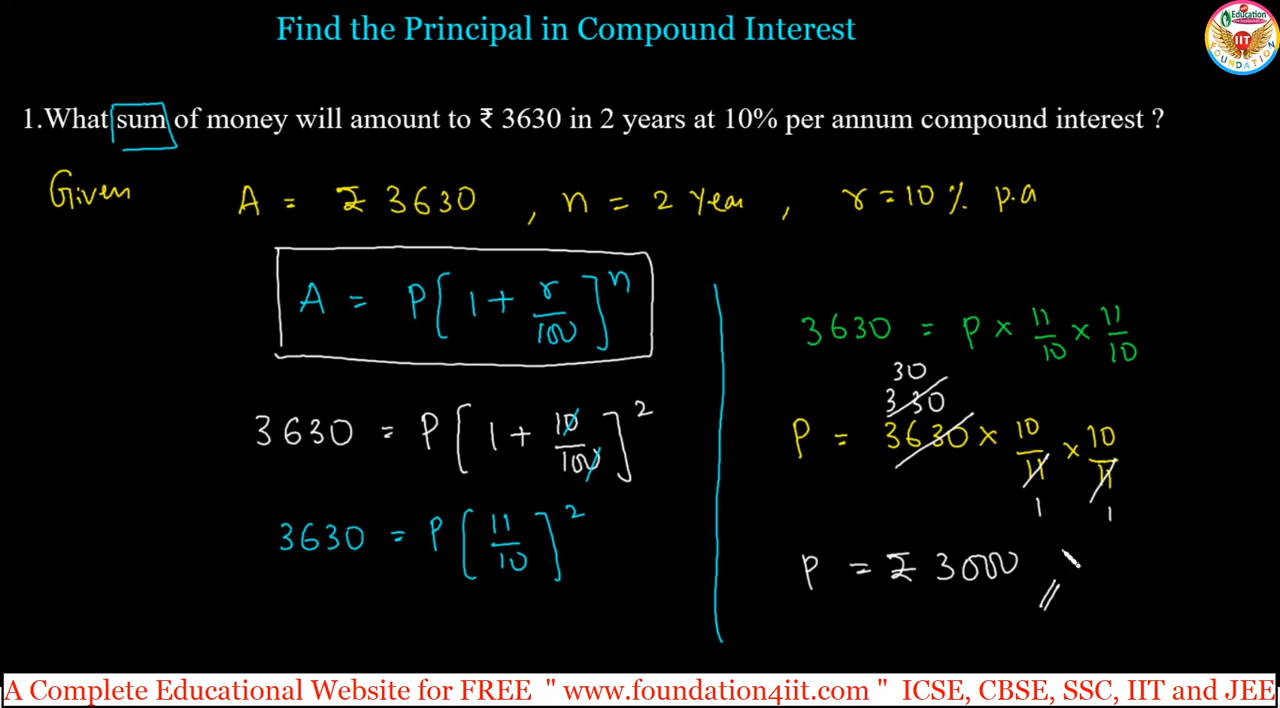 Find the Principal in Compound Interest
Education
IIT
FOUNDATION
1.What sum of money will amount to ₹ 3630 in 2 years at 10% per annum compound interest ?
Given A = ₹ 3630 , n = 2 year , r = 10 % p.a
A = P[1 + r/100]^n
3630 = P[1 + 10/100]^2
3630 = P[11/10]^2
3630 = P × 11/10 × 11/10
30
330
P = 3630 × 10/11 × 10/11
1 1
P = ₹ 3000
A Complete Educational Website for FREE " www.foundation4iit.com " ICSE, CBSE, SSC, IIT and JEE